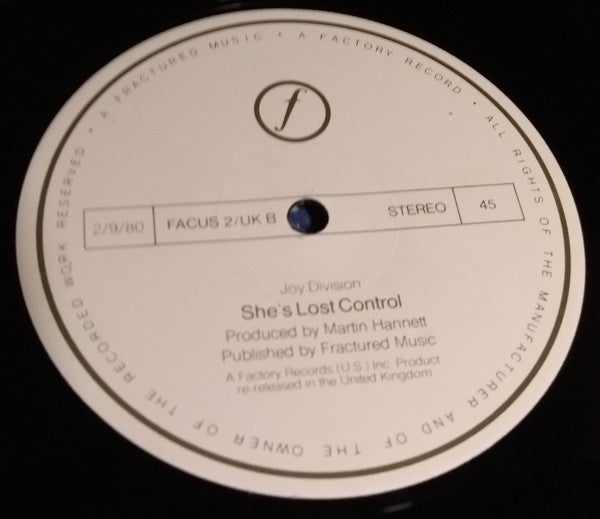 A FRACTURED MUSIC • A FACTORY RECORD • ALL RIGHTS OF THE MANUFACTURER AND OF THE OWNER OF THE RECORDED WORK RESERVED •
f
2/9/80 FACUS 2/UK B STEREO 45
Joy Division
She's Lost Control
Produced by Martin Hannett
Published by Fractured Music
A Factory Records (U.S.) Inc. Product
re-released in the United Kingdom